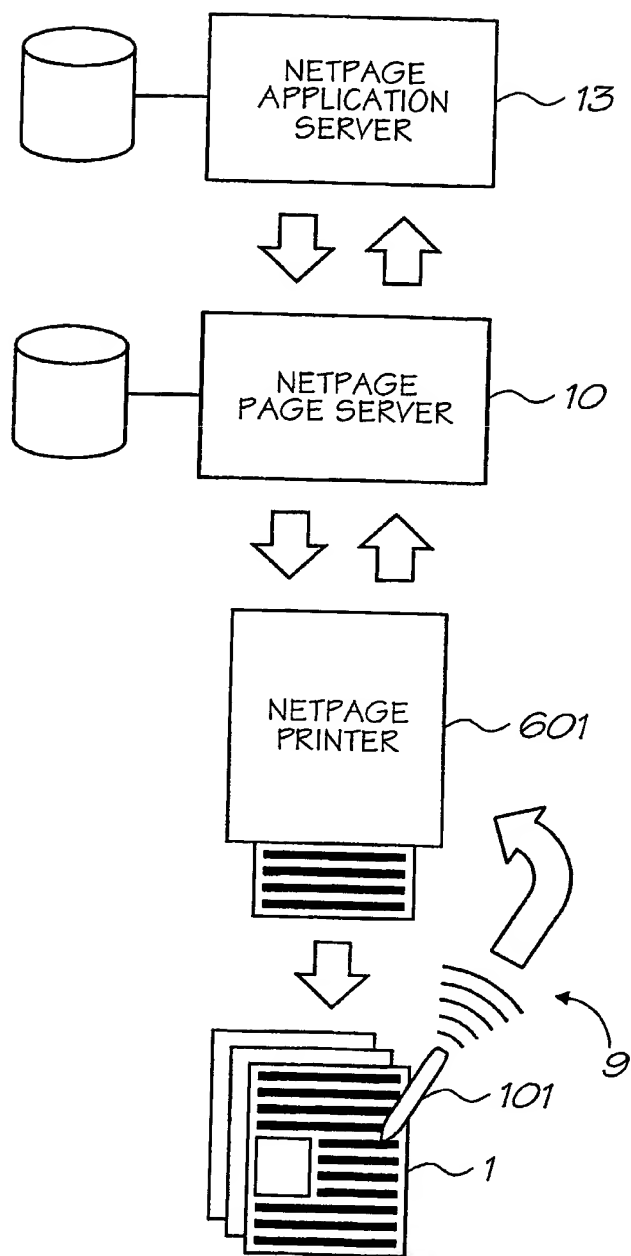 NETPAGE
APPLICATION
SERVER
13
NETPAGE
PAGE SERVER
10
NETPAGE
PRINTER
601
9
101
1